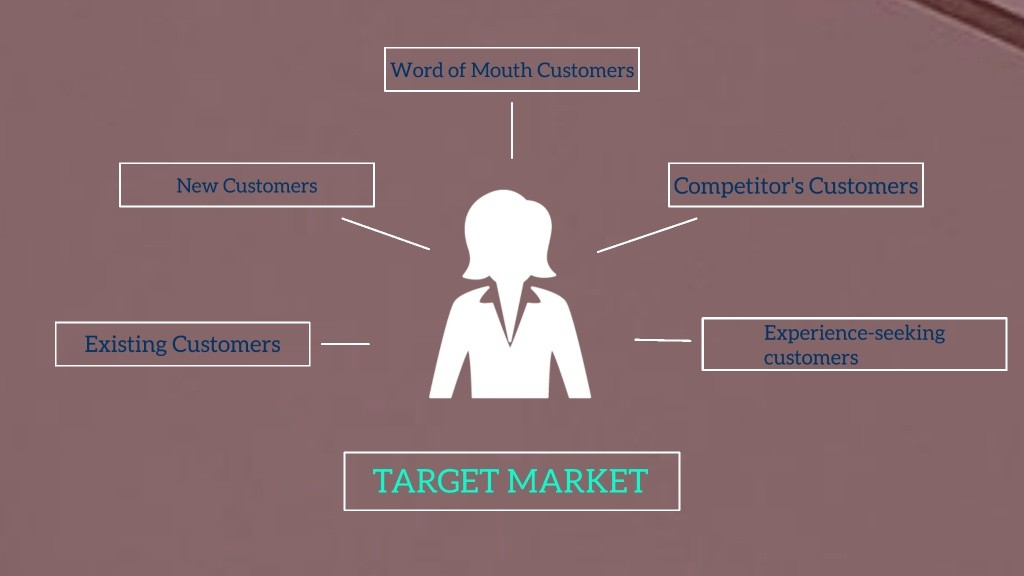 Word of Mouth Customers
New Customers
Competitor's Customers
Existing Customers
Experience-seeking
customers
TARGET MARKET